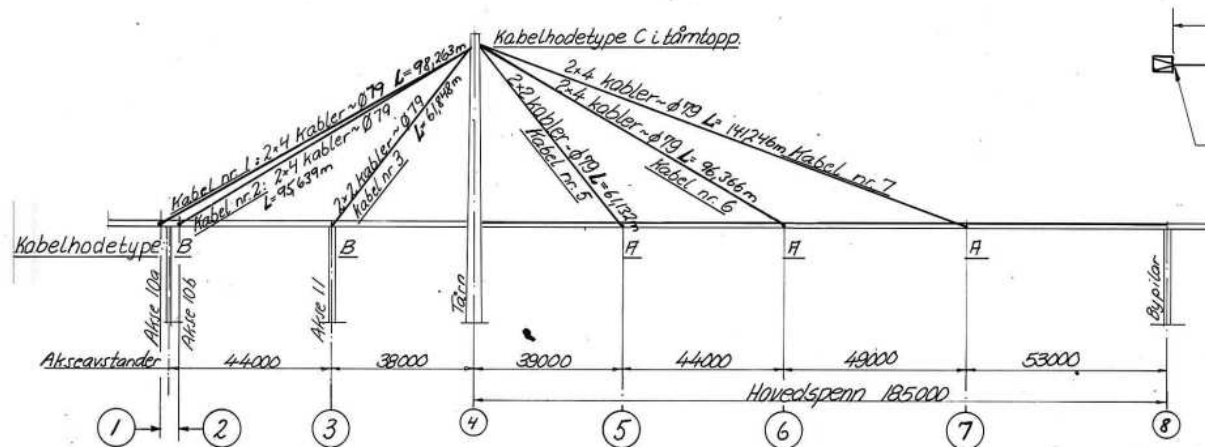 Kabelhodetype C i tårntopp.
Kabel nr. 1: 2×4 kabler ~ Ø79 L= 98,263m
Kabel nr. 2: 2×4 kabler ~ Ø79
L= 95,639m
2×2 kabler ~ Ø79
L= 61,848m
kabel nr. 3
2×2 kabler ~ Ø79 L= 61,132m
Kabel nr. 5
2×4 kabler ~ Ø79 L= 96,366m
Kabel nr. 6
2×4 kabler ~ Ø79 L= 141,246m Kabel nr. 7
Kabelhodetype B B A A A
Akse 10a
Akse 10b
Akse 11
Tårn
Bypilar
Akseavstander 44000 38000 39000 44000 49000 53000
Hovedspenn 185000
1 2 3 4 5 6 7 8